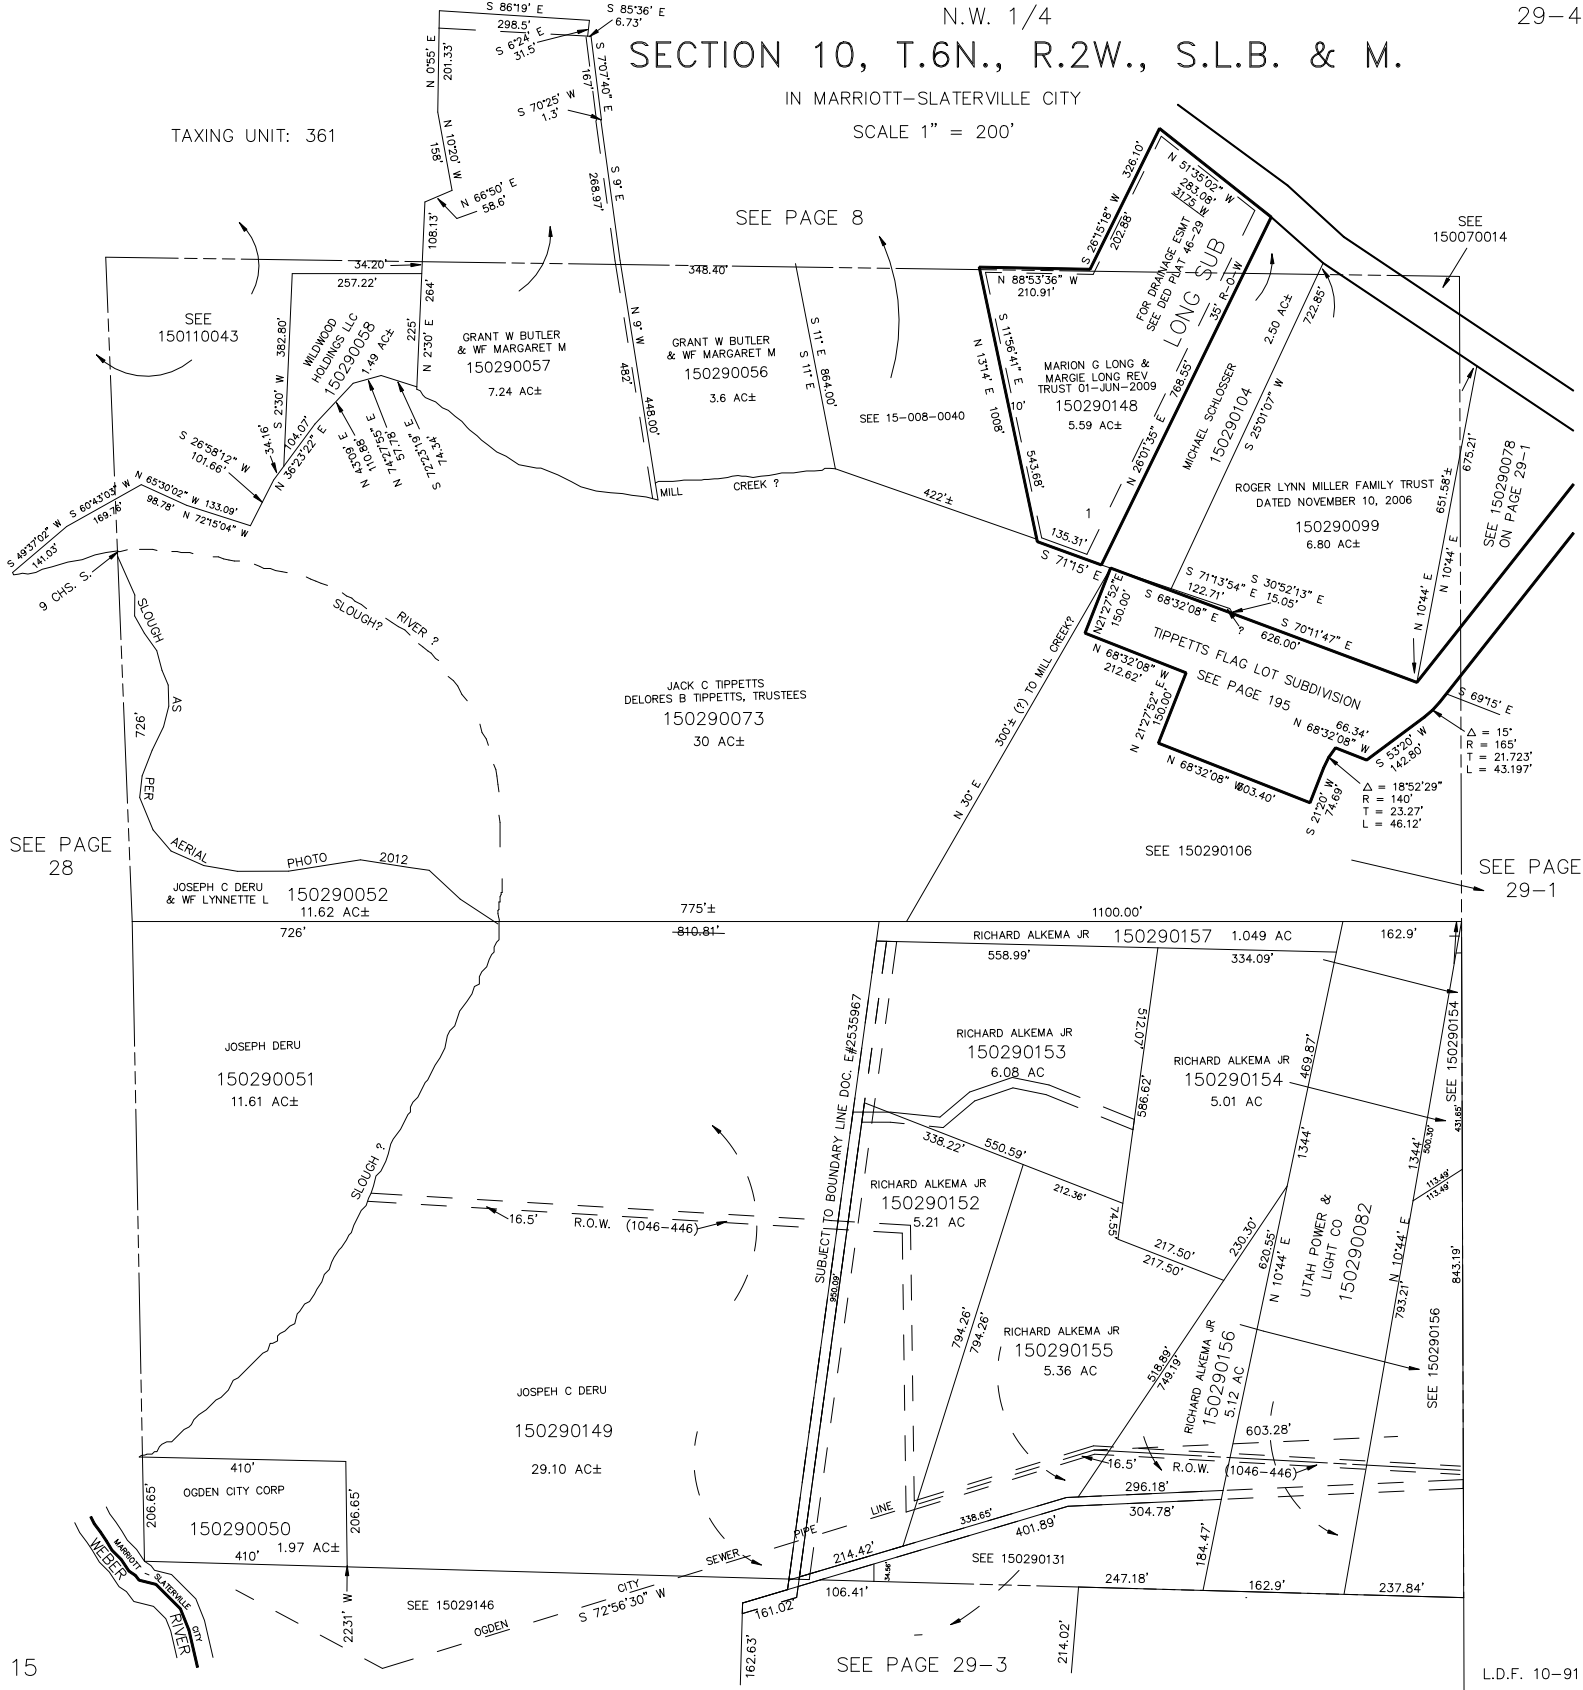 N.W. 1/4
29-4
SECTION 10, T.6N., R.2W., S.L.B. & M.
IN MARRIOTT-SLATERVILLE CITY
SCALE 1" = 200'
TAXING UNIT: 361
S 86°19' E
298.5'
S 85°36' E
6.73'
S 6°24' E
31.5'
N 0°55' E
201.33'
S 7°07'40" E
167'
S 70°25' W
1.3'
N 10°20' W
158'
N 66°50' E
58.6'
S 9° E
268.97'
108.13'
SEE PAGE 8
326.10'
S 26°15'18" W
202.88'
N 51°35'02" W
283.08'
3175 W
FOR DRAINAGE ESMT
SEE DED PLAT 46-29
LONG SUB
35' R-O-W
SEE
150070014
34.20'
257.22'
264'
348.40'
N 88°53'36" W
210.91'
SEE
150110043
382.80'
S 2°30' W
WILDWOOD
HOLDINGS LLC
150290058
1.49 AC±
225'
N 2°30' E
GRANT W BUTLER
& WF MARGARET M
150290057
7.24 AC±
N 9° W
482'
448.00'
GRANT W BUTLER
& WF MARGARET M
150290056
3.6 AC±
S 11° E 864.00'
S 11° E
SEE 15-008-0040
S 11°56'41" E
N 13°14' E 1008'
10'
543.68'
MARION G LONG &
MARGIE LONG REV
TRUST 01-JUN-2009
150290148
5.59 AC±
768.55'
N 26°01'35" E
1
135.31'
MICHAEL SCHLOSSER
150290104
2.50 AC±
722.85'
S 25°01'07" W
ROGER LYNN MILLER FAMILY TRUST
DATED NOVEMBER 10, 2006
150290099
6.80 AC±
675.21'
651.58'±
N 10°44' E
N 10°44' E
SEE 150290078
ON PAGE 29-1
34.16'
104.07'
N 36°23'22" E
N 43°09' E
110.88'
N 74°27'55" E
57.78'
S 72°23'19" E
74.34'
S 26°58'12" W
101.66'
N 65°30'02" W
98.78'
133.09'
N 72°15'04" W
S 60°43'03" W
169.76'
S 49°37'02" W
141.03'
9 CHS. S.
MILL
CREEK ?
422'±
S 71°15' E
SLOUGH
AS
PER
AERIAL
PHOTO
2012
SLOUGH?
RIVER ?
726'
N21°27'52"E
150.00'
S 71°13'54" E
122.71'
S 30°52'13" E
15.05'
S 68°32'08" E
?
S 70°11'47" E
626.00'
TIPPETTS FLAG LOT SUBDIVISION
SEE PAGE 195
N 68°32'08" W
212.62'
N 21°27'52" E
150.00'
N 68°32'08" W
603.40'
66.34'
N 68°32'08" W
S 53°20' W
142.80'
S 21°20' W
74.69'
S 69°15' E
Δ = 15°
R = 165'
T = 21.723'
L = 43.197'
Δ = 18°52'29"
R = 140'
T = 23.27'
L = 46.12'
JACK C TIPPETTS
DELORES B TIPPETTS, TRUSTEES
150290073
30 AC±
300'± (?) TO MILL CREEK?
N 30° E
SEE 150290106
SEE PAGE
28
SEE PAGE
29-1
JOSEPH C DERU
& WF LYNNETTE L
150290052
11.62 AC±
726'
775'±
810.81'
1100.00'
RICHARD ALKEMA JR
150290157
1.049 AC
162.9'
558.99'
334.09'
JOSEPH DERU
150290051
11.61 AC±
SLOUGH ?
SUBJECT TO BOUNDARY LINE DOC. E#2535967
950.09'
RICHARD ALKEMA JR
150290153
6.08 AC
512.07'
586.62'
RICHARD ALKEMA JR
150290154
5.01 AC
469.87'
SEE 150290154
431.65'
500.30'
1344'
1344'
113.49'
113.49'
338.22'
550.59'
212.36'
74.55'
RICHARD ALKEMA JR
150290152
5.21 AC
16.5'
R.O.W. (1046-446)
217.50'
217.50'
230.30'
620.55'
N 10°44' E
UTAH POWER &
LIGHT CO
150290082
N 10°44' E
793.21'
843.19'
794.26'
794.26'
RICHARD ALKEMA JR
150290155
5.36 AC
518.89'
749.19'
RICHARD ALKEMA JR
150290156
5.12 AC
SEE 150290156
JOSPEH C DERU
150290149
29.10 AC±
603.28'
16.5'
R.O.W. (1046-446)
296.18'
304.78'
410'
206.65'
OGDEN CITY CORP
150290050
1.97 AC±
206.65'
410'
2231' W
338.65'
401.89'
214.42'
34.56'
106.41'
161.02'
162.63'
SEE 150290131
184.47'
247.18'
162.9'
237.84'
214.02'
OGDEN
CITY
SEWER
PIPE
LINE
S 72°56'30" W
SEE 15029146
WEBER
RIVER
MARRIOTT - SLATERVILLE CITY
15
SEE PAGE 29-3
L.D.F. 10-91